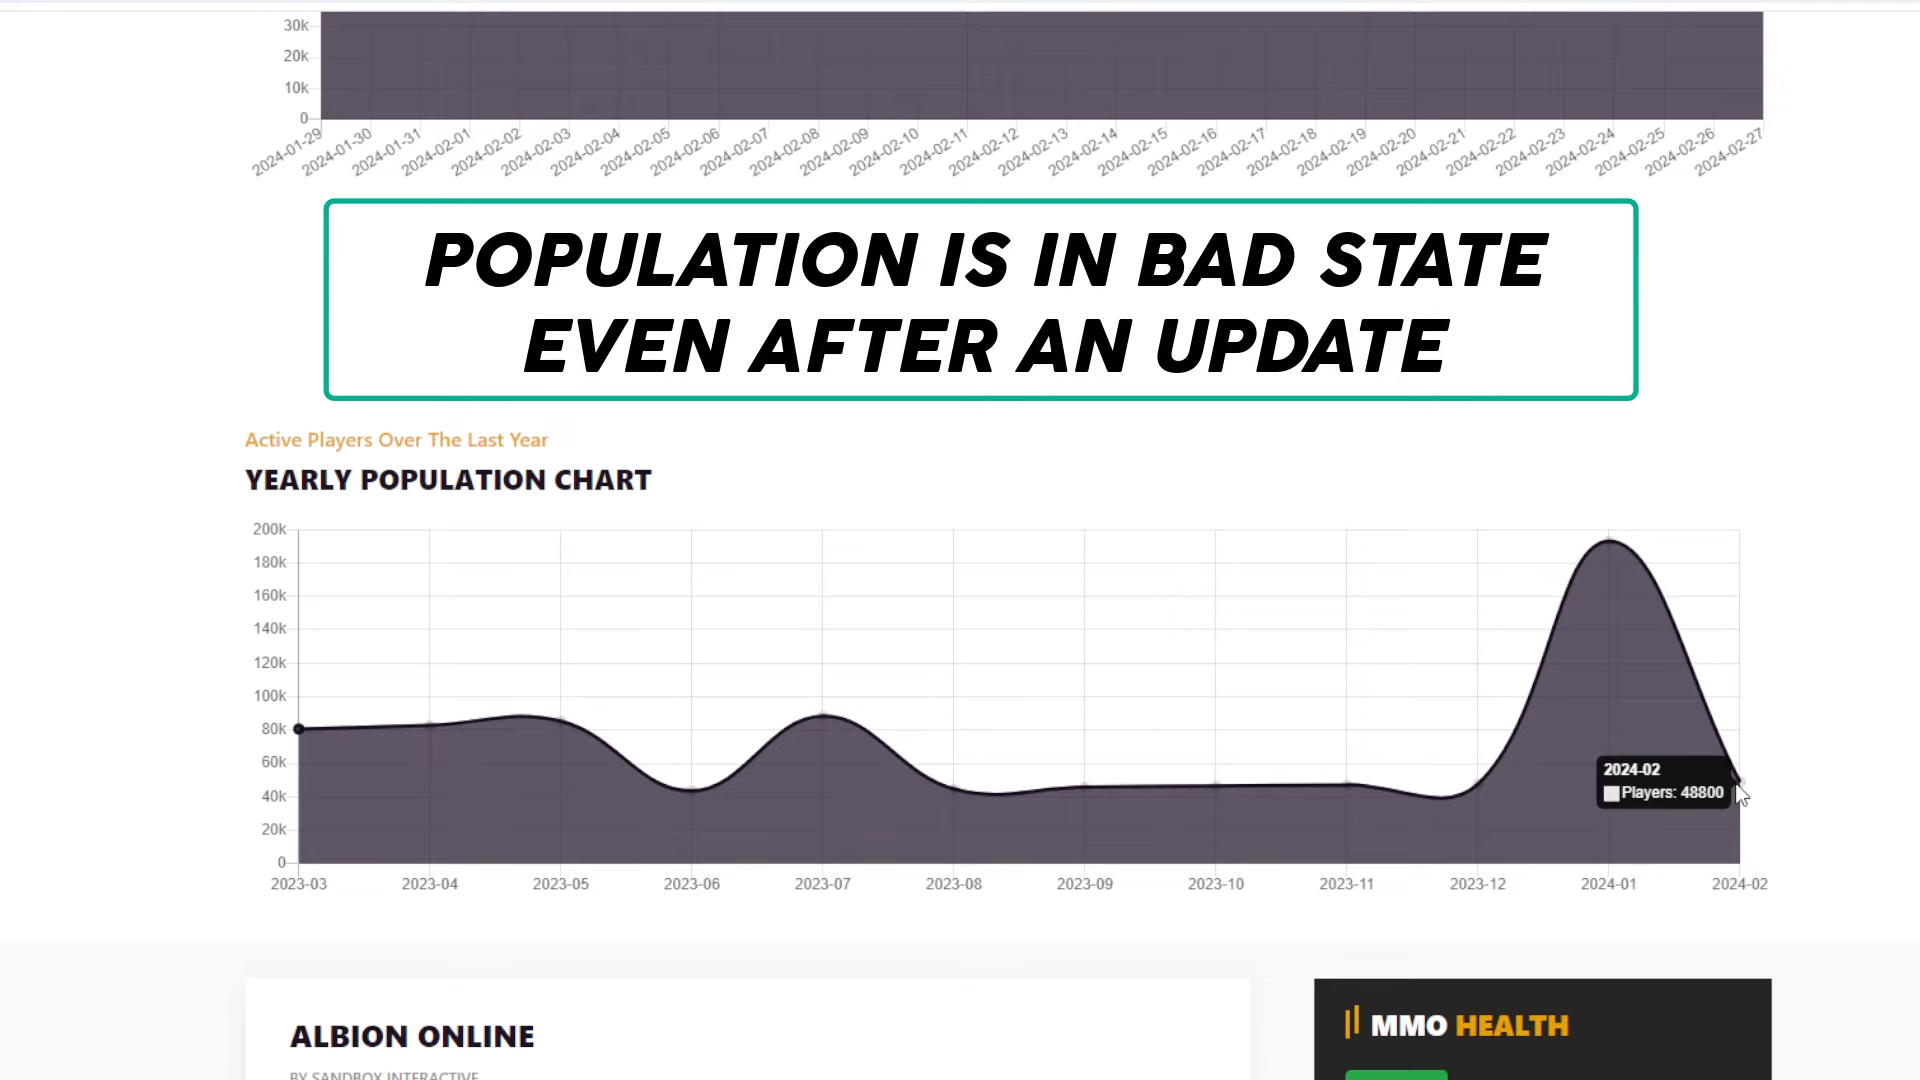 30k
20k
10k
0
2024-01-29 2024-01-30 2024-01-31 2024-02-01 2024-02-02 2024-02-03 2024-02-04 2024-02-05 2024-02-06 2024-02-07 2024-02-08 2024-02-09 2024-02-10 2024-02-11 2024-02-12 2024-02-13 2024-02-14 2024-02-15 2024-02-16 2024-02-17 2024-02-18 2024-02-19 2024-02-20 2024-02-21 2024-02-22 2024-02-23 2024-02-24 2024-02-25 2024-02-26 2024-02-27
POPULATION IS IN BAD STATE
EVEN AFTER AN UPDATE
Active Players Over The Last Year
YEARLY POPULATION CHART
200k
180k
160k
140k
120k
100k
80k
60k
40k
20k
0
2024-02
Players: 48800
2023-03 2023-04 2023-05 2023-06 2023-07 2023-08 2023-09 2023-10 2023-11 2023-12 2024-01 2024-02
ALBION ONLINE
BY SANDBOX INTERACTIVE
MMO HEALTH